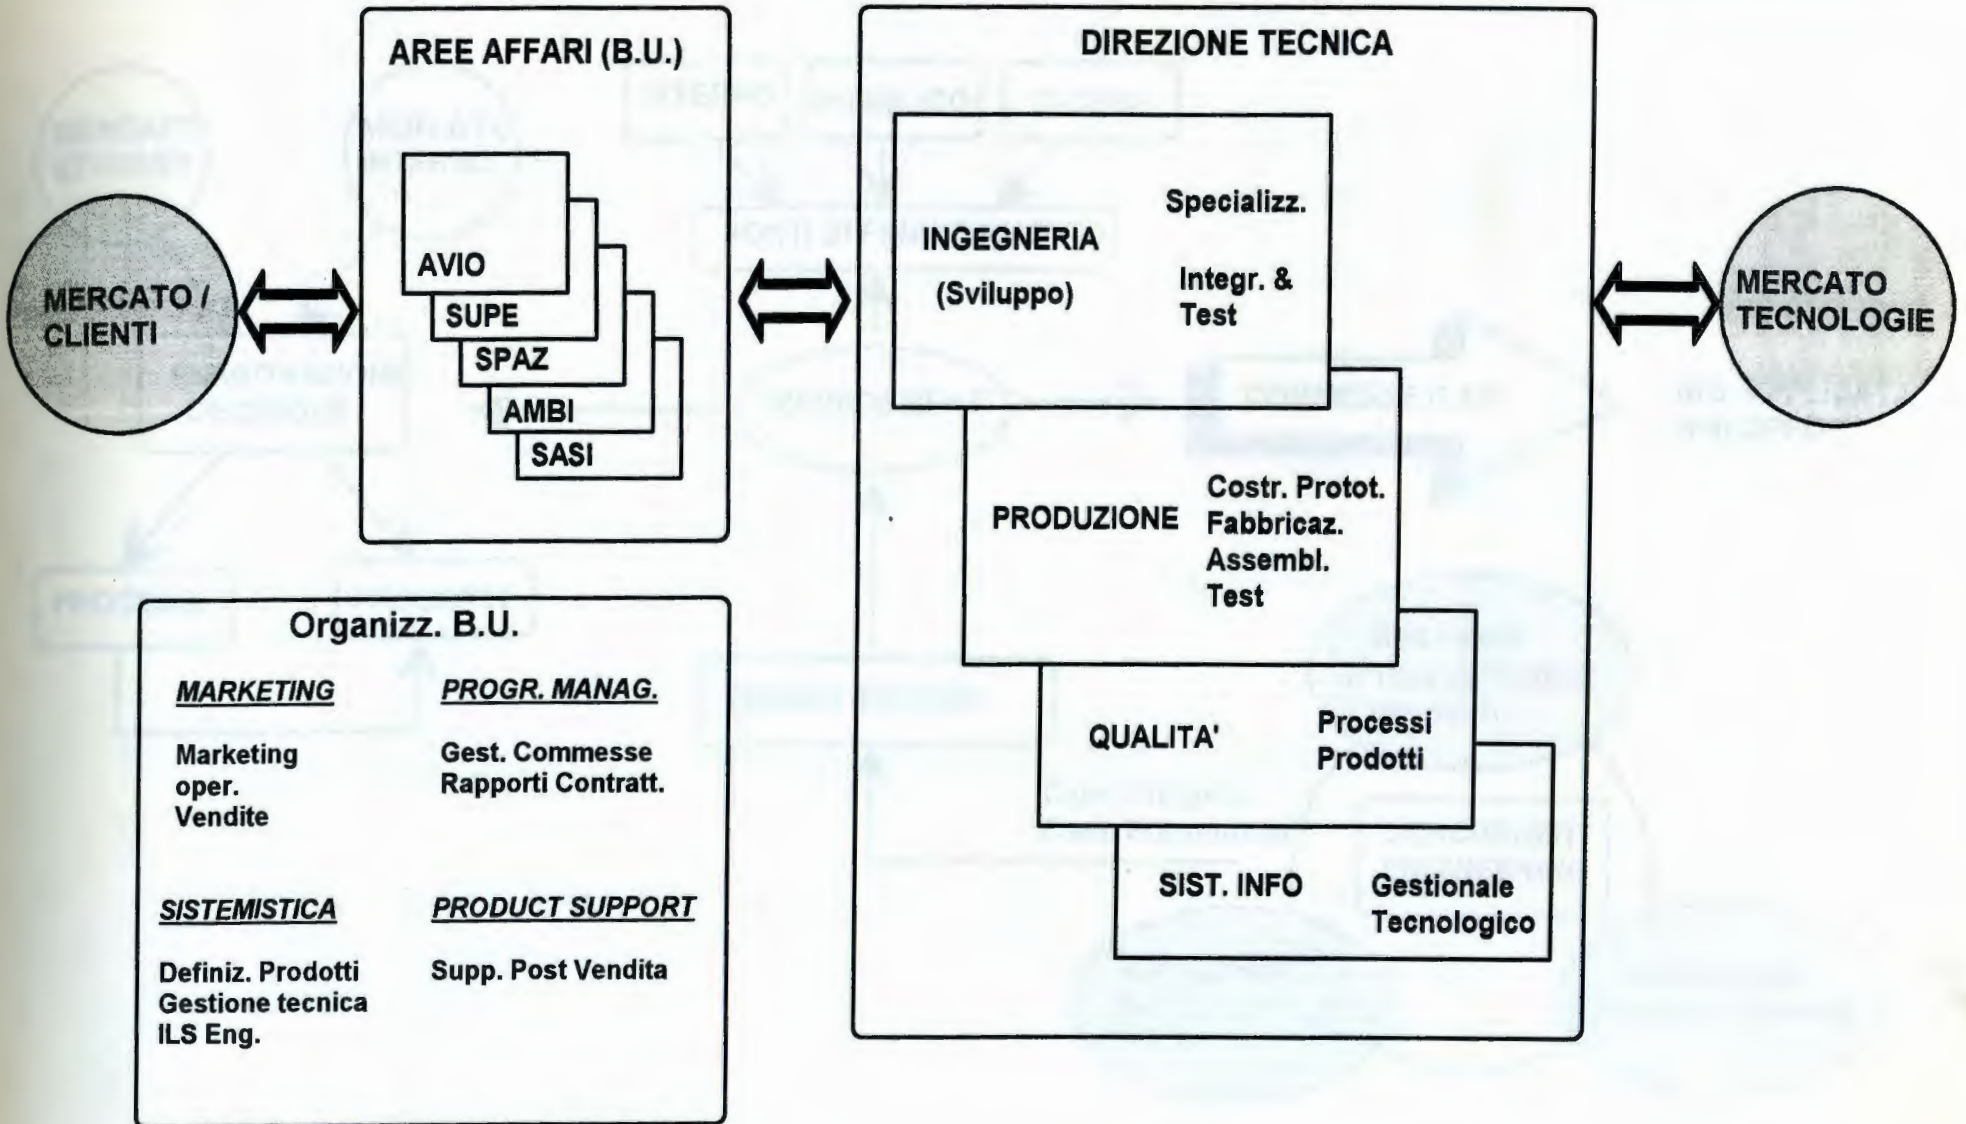 AREE AFFARI (B.U.)
AVIO
SUPE
SPAZ
AMBI
SASI
MERCATO /
CLIENTI
DIREZIONE TECNICA
INGEGNERIA
(Sviluppo)
Specializz.
Integr. &
Test
PRODUZIONE
Costr. Protot.
Fabbricaz.
Assembl.
Test
QUALITA'
Processi
Prodotti
SIST. INFO
Gestionale
Tecnologico
MERCATO
TECNOLOGIE
Organizz. B.U.
MARKETING
Marketing
oper.
Vendite
PROGR. MANAG.
Gest. Commesse
Rapporti Contratt.
SISTEMISTICA
Definiz. Prodotti
Gestione tecnica
ILS Eng.
PRODUCT SUPPORT
Supp. Post Vendita